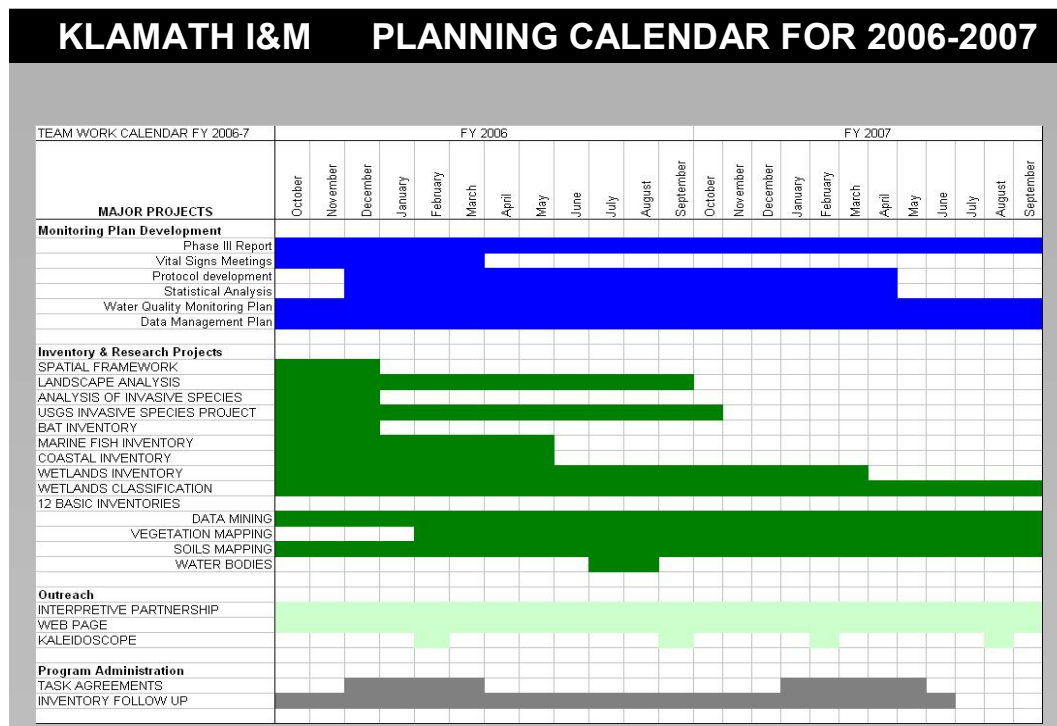 KLAMATH I&M PLANNING CALENDAR FOR 2006-2007
TEAM WORK CALENDAR FY 2006-7 FY 2006 FY 2007
MAJOR PROJECTS October November December January February March April May June July August September October November December January February March April May June July August September
Monitoring Plan Development
Phase III Report
Vital Signs Meetings
Protocol development
Statistical Analysis
Water Quality Monitoring Plan
Data Management Plan
Inventory & Research Projects
SPATIAL FRAMEWORK
LANDSCAPE ANALYSIS
ANALYSIS OF INVASIVE SPECIES
USGS INVASIVE SPECIES PROJECT
BAT INVENTORY
MARINE FISH INVENTORY
COASTAL INVENTORY
WETLANDS INVENTORY
WETLANDS CLASSIFICATION
12 BASIC INVENTORIES
DATA MINING
VEGETATION MAPPING
SOILS MAPPING
WATER BODIES
Outreach
INTERPRETIVE PARTNERSHIP
WEB PAGE
KALEIDOSCOPE
Program Administration
TASK AGREEMENTS
INVENTORY FOLLOW UP